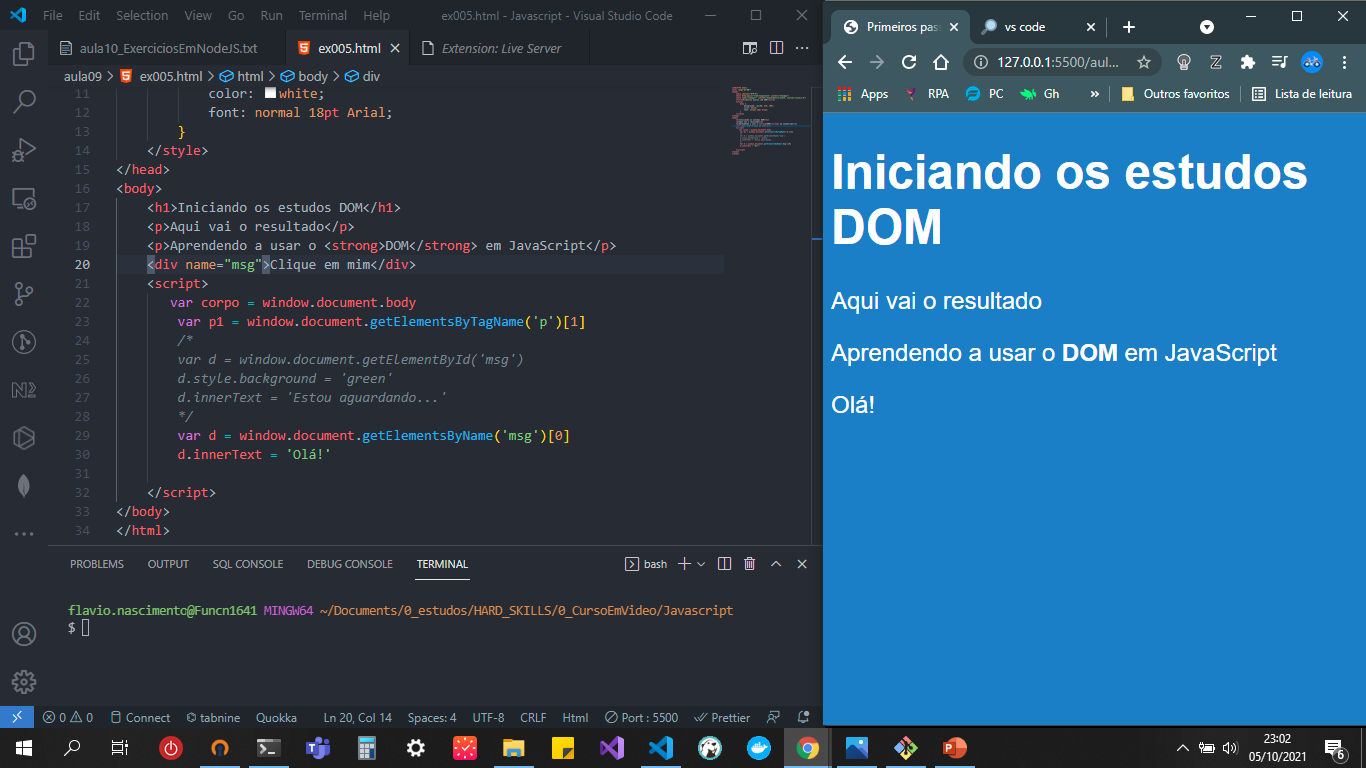 File Edit Selection View Go Run Terminal Help ex005.html - Javascript - Visual Studio Code
aula10_ExerciciosEmNodeJS.txt ex005.html Extension: Live Server
aula09 > ex005.html > html > body > div
11 color: white;
12 font: normal 18pt Arial;
13 }
14 </style>
15 </head>
16 <body>
17 <h1>Iniciando os estudos DOM</h1>
18 <p>Aqui vai o resultado</p>
19 <p>Aprendendo a usar o <strong>DOM</strong> em JavaScript</p>
20 <div name="msg">Clique em mim</div>
21 <script>
22 var corpo = window.document.body
23 var p1 = window.document.getElementsByTagName('p')[1]
24 /*
25 var d = window.document.getElementById('msg')
26 d.style.background = 'green'
27 d.innerText = 'Estou aguardando...'
28 */
29 var d = window.document.getElementsByName('msg')[0]
30 d.innerText = 'Olá!'
31
32 </script>
33 </body>
34 </html>
PROBLEMS OUTPUT SQL CONSOLE DEBUG CONSOLE TERMINAL bash
flavio.nascimento@Funcn1641 MINGW64 ~/Documents/0_estudos/HARD_SKILLS/0_CursoEmVideo/Javascript
$
0 0 Connect tabnine Quokka Ln 20, Col 14 Spaces: 4 UTF-8 CRLF Html Port : 5500 Prettier
Primeiros pas vs code
127.0.0.1:5500/aul...
Apps RPA PC Gh » Outros favoritos Lista de leitura
Iniciando os estudos
DOM
Aqui vai o resultado
Aprendendo a usar o DOM em JavaScript
Olá!
23:02
05/10/2021
6